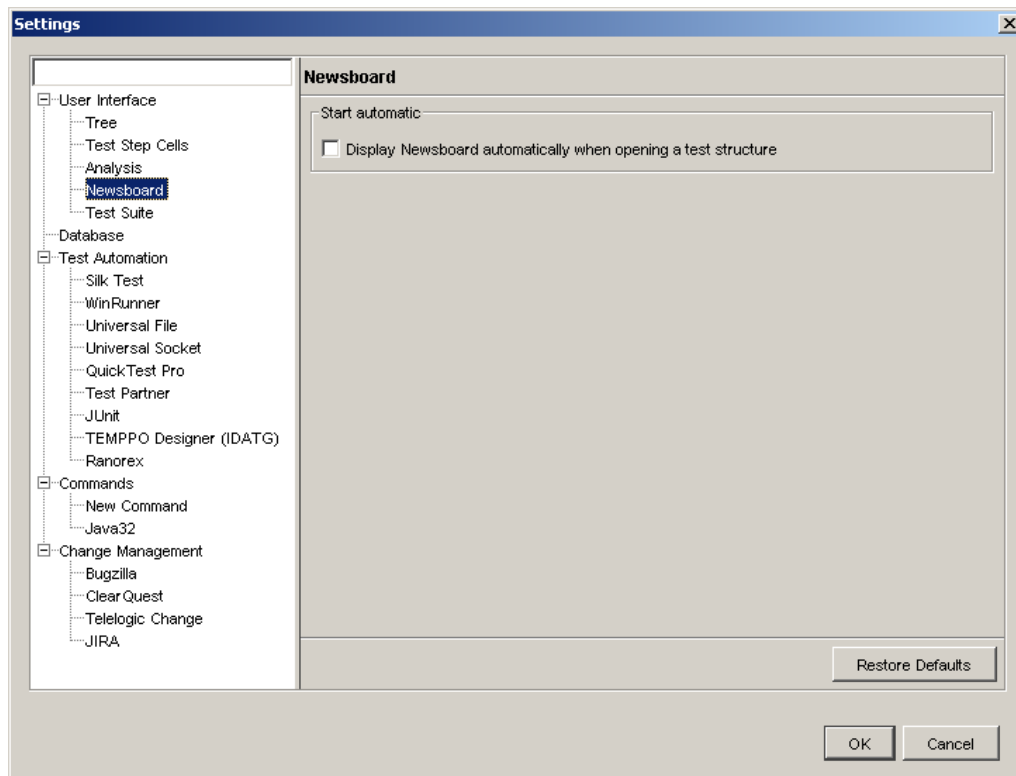 Settings
User Interface
Tree
Test Step Cells
Analysis
Newsboard
Test Suite
Database
Test Automation
Silk Test
WinRunner
Universal File
Universal Socket
QuickTest Pro
Test Partner
JUnit
TEMPPO Designer (IDATG)
Ranorex
Commands
New Command
Java32
Change Management
Bugzilla
ClearQuest
Telelogic Change
JIRA
Newsboard
Start automatic
Display Newsboard automatically when opening a test structure
Restore Defaults
OK
Cancel